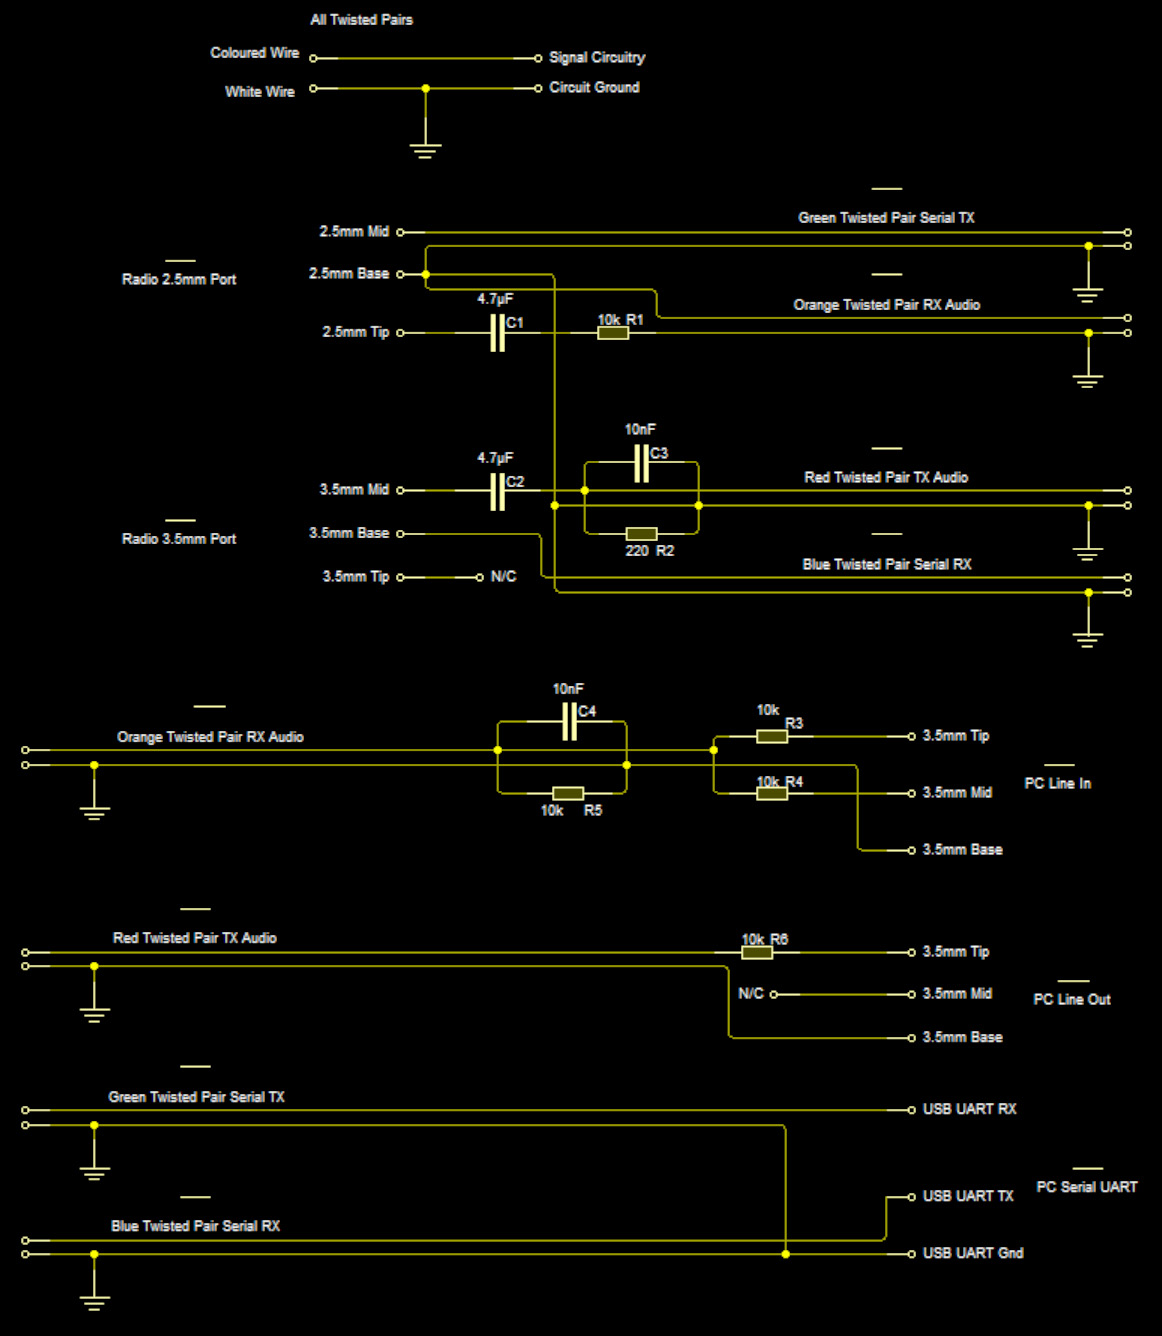 All Twisted Pairs
Coloured Wire
Signal Circuitry
White Wire
Circuit Ground
Green Twisted Pair Serial TX
2.5mm Mid
Radio 2.5mm Port
2.5mm Base
4.7µF
C1
Orange Twisted Pair RX Audio
2.5mm Tip
10k R1
10nF
C3
4.7µF
C2
Red Twisted Pair TX Audio
3.5mm Mid
Radio 3.5mm Port
3.5mm Base
220 R2
Blue Twisted Pair Serial RX
3.5mm Tip
N/C
10nF
C4
10k
R3
Orange Twisted Pair RX Audio
3.5mm Tip
PC Line In
10k R4
3.5mm Mid
10k R5
3.5mm Base
Red Twisted Pair TX Audio
10k R6
3.5mm Tip
N/C
3.5mm Mid
PC Line Out
3.5mm Base
Green Twisted Pair Serial TX
USB UART RX
USB UART TX
PC Serial UART
Blue Twisted Pair Serial RX
USB UART Gnd